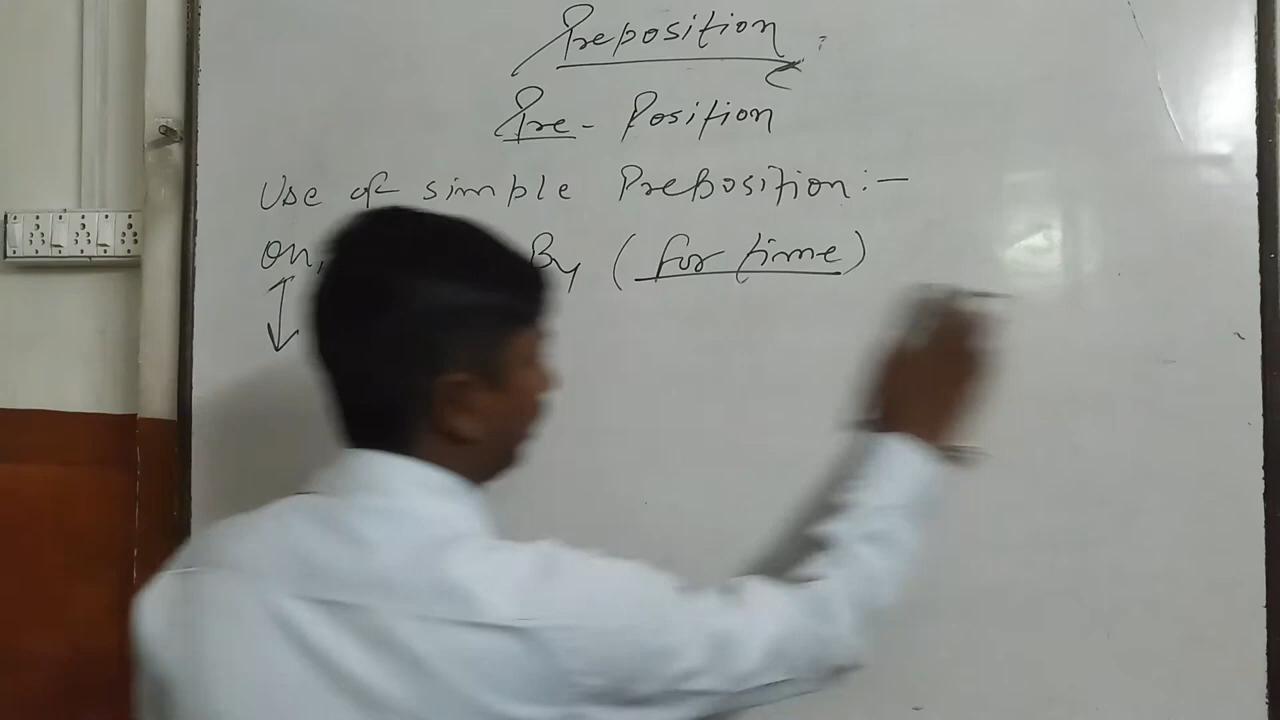 Preposition :
Pre - Position
Use of simple Preposition :-
on, By (for time)